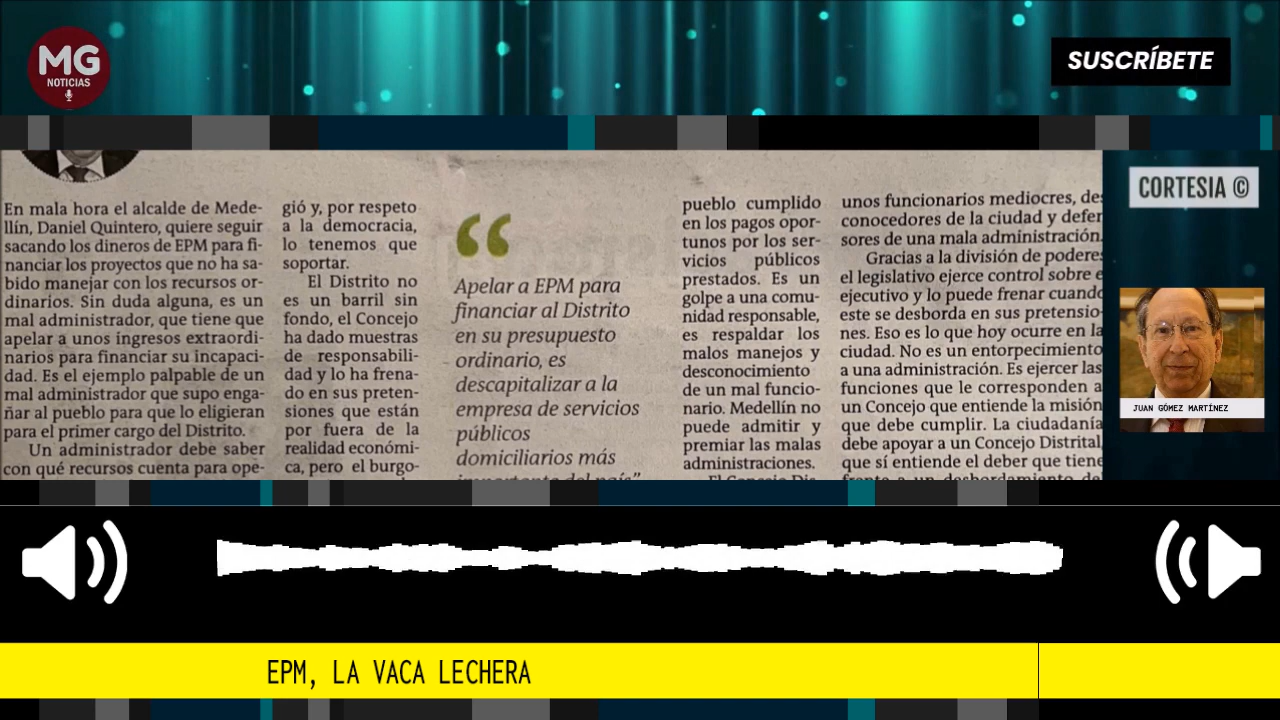 MG
NOTICIAS
SUSCRÍBETE
En mala hora el alcalde de Mede-
llín, Daniel Quintero, quiere seguir
sacando los dineros de EPM para fi-
nanciar los proyectos que no ha sa-
bido manejar con los recursos or-
dinarios. Sin duda alguna, es un
mal administrador, que tiene que
apelar a unos ingresos extraordi-
narios para financiar su incapaci-
dad. Es el ejemplo palpable de un
mal administrador que supo enga-
ñar al pueblo para que lo eligieran
para el primer cargo del Distrito.
Un administrador debe saber
con qué recursos cuenta para ope-
gió y, por respeto
a la democracia,
lo tenemos que
soportar.
El Distrito no
es un barril sin
fondo, el Concejo
ha dado muestras
de responsabili-
dad y lo ha frena-
do en sus preten-
siones que están
por fuera de la
realidad económi-
ca, pero el burgo-
“
Apelar a EPM para
financiar al Distrito
en su presupuesto
ordinario, es
descapitalizar a la
empresa de servicios
públicos
domiciliarios más
importante del país”
pueblo cumplido
en los pagos opor-
tunos por los ser-
vicios públicos
prestados. Es un
golpe a una comu-
nidad responsable,
es respaldar los
malos manejos y
desconocimiento
de un mal funcio-
nario. Medellín no
puede admitir y
premiar las malas
administraciones.
El Concejo Dis-
unos funcionarios mediocres, des
conocedores de la ciudad y defen
sores de una mala administración.
Gracias a la división de poderes
el legislativo ejerce control sobre e
ejecutivo y lo puede frenar cuando
este se desborda en sus pretensio-
nes. Eso es lo que hoy ocurre en la
ciudad. No es un entorpecimiento
a una administración. Es ejercer las
funciones que le corresponden a
un Concejo que entiende la misión
que debe cumplir. La ciudadanía
debe apoyar a un Concejo Distrital,
que sí entiende el deber que tiene
frente a un desbordamiento de
CORTESIA ©
JUAN GÓMEZ MARTÍNEZ
EPM, LA VACA LECHERA